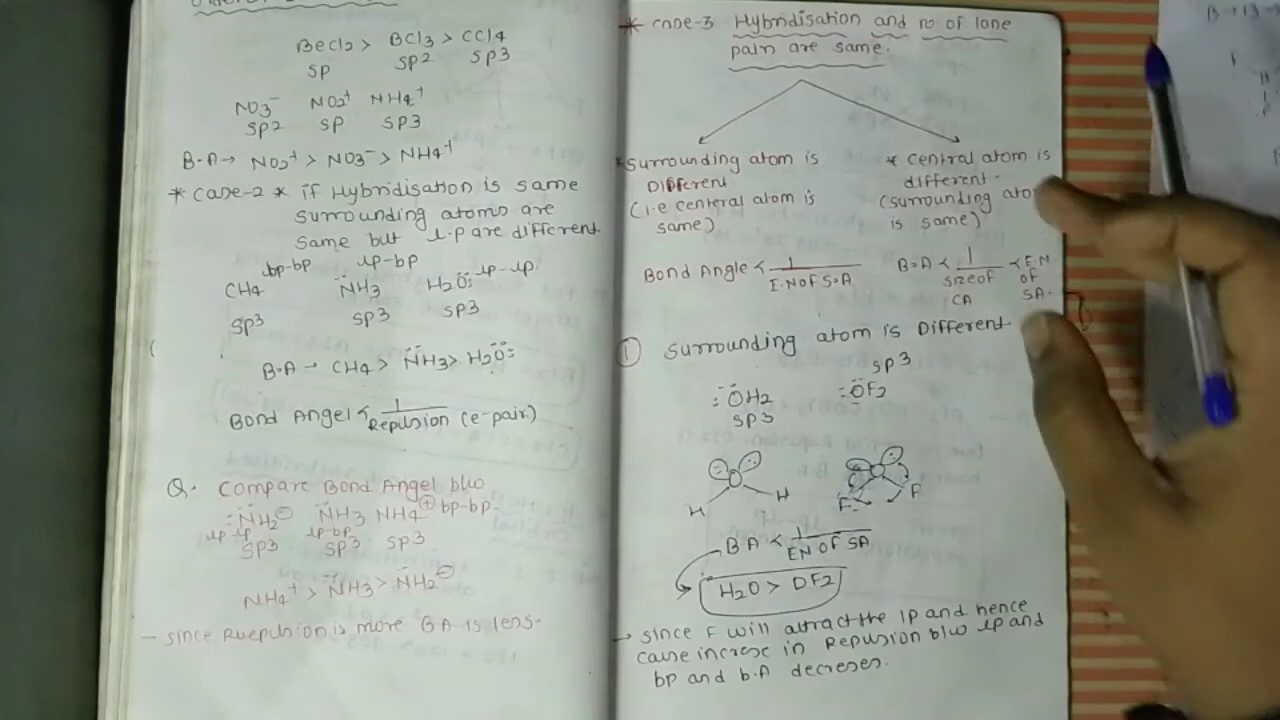 BeCl2 > BCl3 > CCl4
SP SP2 SP3
NO3⁻ NO2⁺ NH4⁺
SP2 SP SP3
B.A → NO2⁺ > NO3⁻ > NH4⁺
* case-2 * if Hybridisation is same
surrounding atoms are
same but l.p are different
bp-bp lp-bp
CH4 NH3 H2O lp-lp
SP3 SP3 SP3
B.A → CH4 > NH3 > H2O
Bond Angel ∝ 1/Repulsion (e-pair)
Q. Compare Bond Angel b/w
NH2⊖ NH3 NH4⊕ bp-bp
lp-lp lp-bp
SP3 SP3 SP3
NH4⁺ > NH3 > NH2⊖
- since Ruepulsion is more BA is less.
* case-3 Hybridisation and no of lone
pain are same.
*surrounding atom is
Different
(i.e centeral atom is
same)
* central atom is
different.
(surrounding
is same)
Bond Angle ∝ 1/E.N OF S.A
B.A ∝ 1/size of CA ∝ E.N OF SA.
① surrounding atom is Different
SP3
:OH2 :OF2
SP3
H H
F F
BA ∝ 1/EN OF SA
H2O > OF2
→ since F will attract the lp and hence
cause increse in Repulsion b/w lp and
bp and b.A decreses.